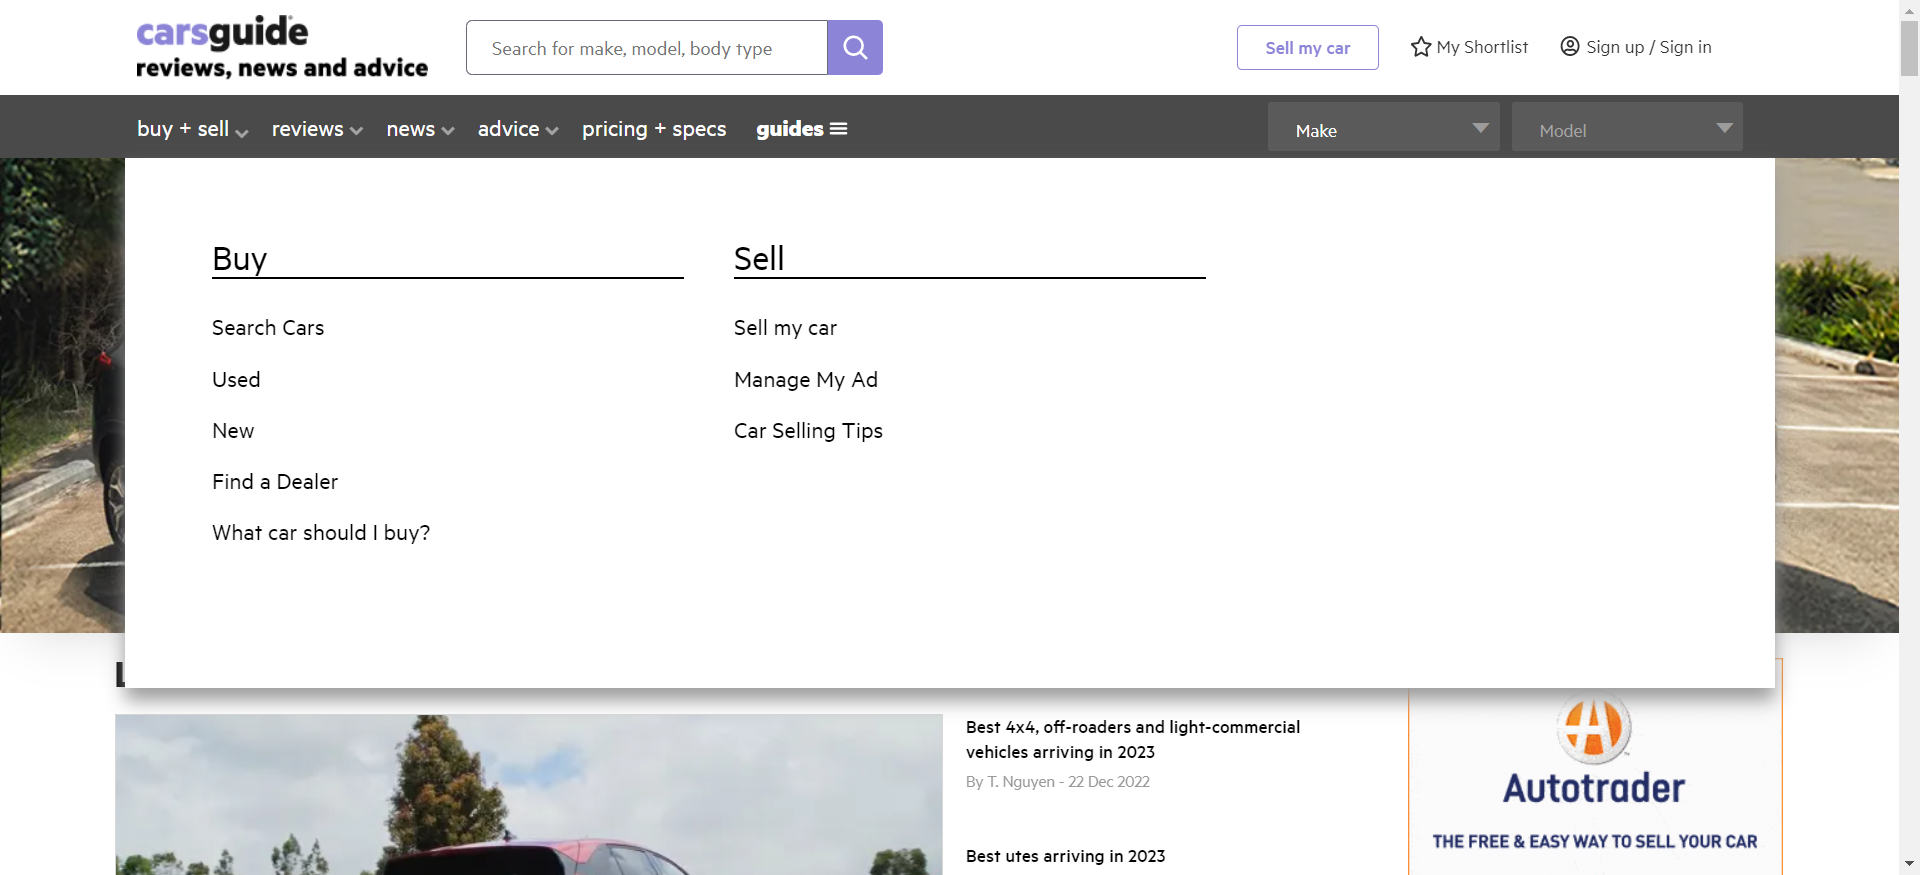 carsguide
reviews, news and advice
Search for make, model, body type
Sell my car
My Shortlist
Sign up / Sign in
buy + sell
reviews
news
advice
pricing + specs
guides
Make
Model
Buy
Search Cars
Used
New
Find a Dealer
What car should I buy?
Sell
Sell my car
Manage My Ad
Car Selling Tips
Best 4x4, off-roaders and light-commercial
vehicles arriving in 2023
By T. Nguyen - 22 Dec 2022
Best utes arriving in 2023
Autotrader
THE FREE & EASY WAY TO SELL YOUR CAR